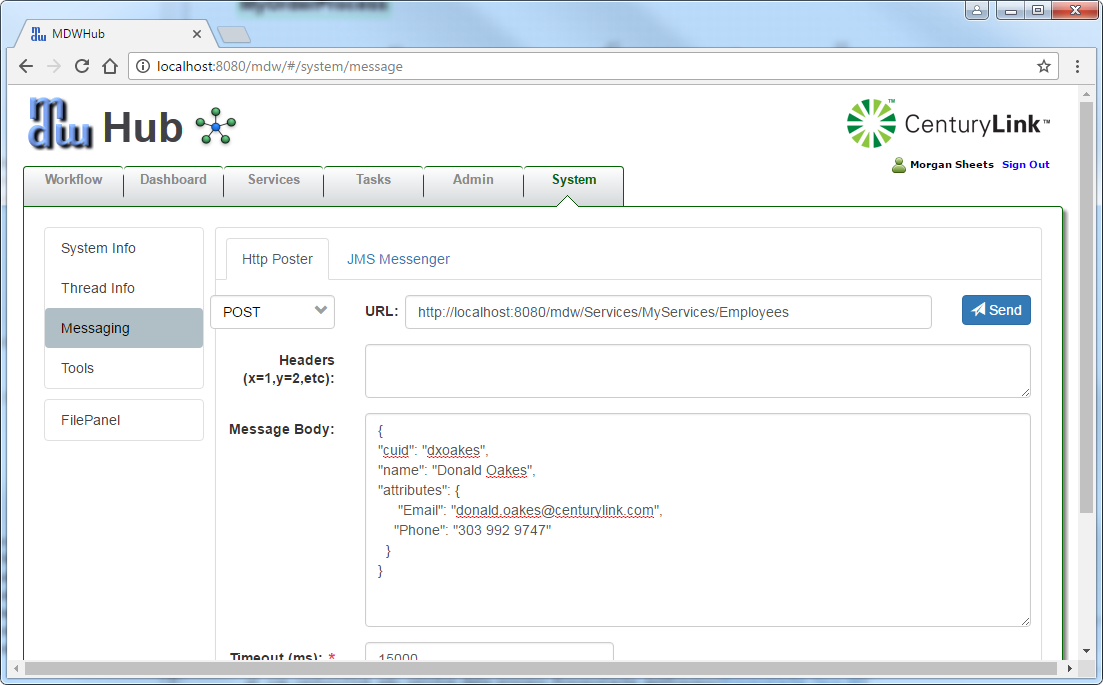 MyOrderProcess
MDWHub
localhost:8080/mdw/#/system/message
mdw Hub
CenturyLink™
Morgan Sheets Sign Out
Workflow Dashboard Services Tasks Admin System
System Info
Thread Info
Messaging
Tools
FilePanel
Http Poster JMS Messenger
POST URL: http://localhost:8080/mdw/Services/MyServices/Employees Send
Headers
(x=1,y=2,etc):
Message Body:
{
"cuid": "dxoakes",
"name": "Donald Oakes",
"attributes": {
"Email": "donald.oakes@centurylink.com",
"Phone": "303 992 9747"
}
}
Timeout (ms): * 15000